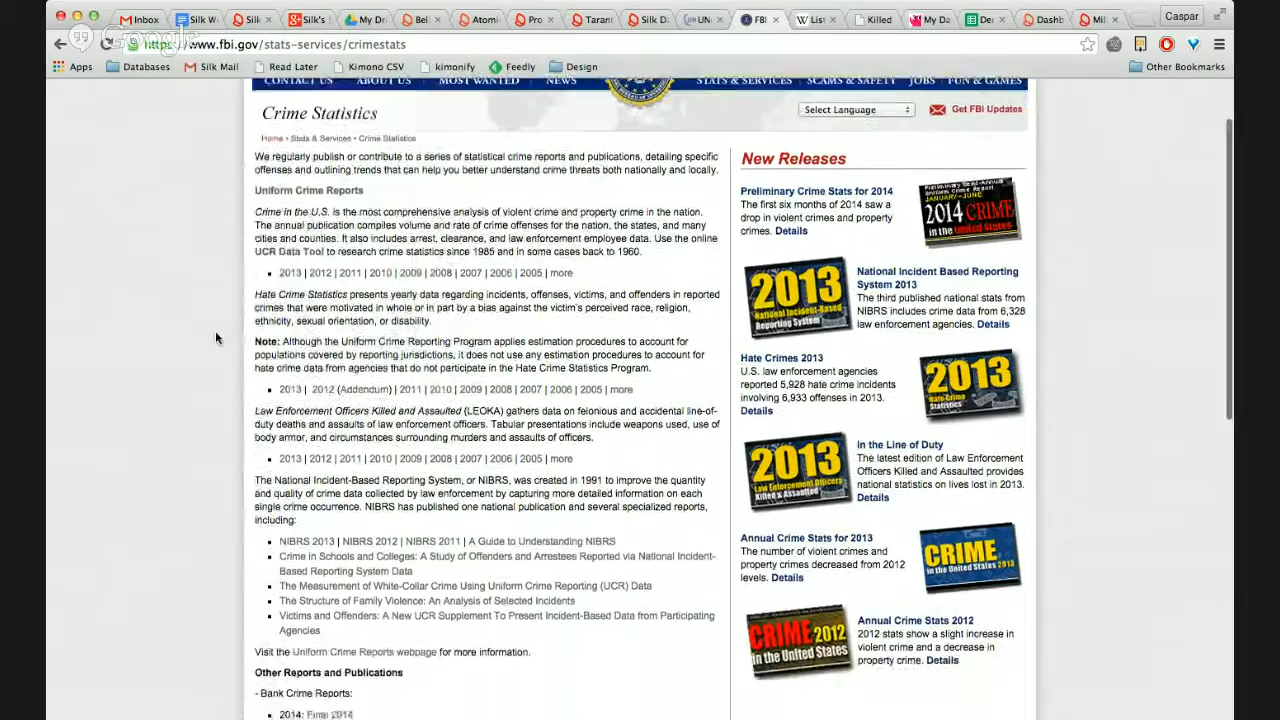 Inbox
Silk W
Silk
Silk's
My Dr
Bel
Atomi
Pro
Tarant
Silk D
UN
FBI
List
Killed
My Da
De
Dashb
Mil
Caspar
Google
https://www.fbi.gov/stats-services/crimestats
Apps Databases Silk Mail Read Later Kimono CSV kimonify Feedly Design Other Bookmarks
CONTACT US ABOUT US MOST WANTED NEWS STATS & SERVICES SCAMS & SAFETY JOBS FUN & GAMES
Crime Statistics
Select Language
Get FBI Updates
Home • Stats & Services • Crime Statistics
We regularly publish or contribute to a series of statistical crime reports and publications, detailing specific
offenses and outlining trends that can help you better understand crime threats both nationally and locally.
Uniform Crime Reports
Crime in the U.S. is the most comprehensive analysis of violent crime and property crime in the nation.
The annual publication compiles volume and rate of crime offenses for the nation, the states, and many
cities and counties. It also includes arrest, clearance, and law enforcement employee data. Use the online
UCR Data Tool to research crime statistics since 1985 and in some cases back to 1960.
2013 | 2012 | 2011 | 2010 | 2009 | 2008 | 2007 | 2006 | 2005 | more
Hate Crime Statistics presents yearly data regarding incidents, offenses, victims, and offenders in reported
crimes that were motivated in whole or in part by a bias against the victim's perceived race, religion,
ethnicity, sexual orientation, or disability.
Note: Although the Uniform Crime Reporting Program applies estimation procedures to account for
populations covered by reporting jurisdictions, it does not use any estimation procedures to account for
hate crime data from agencies that do not participate in the Hate Crime Statistics Program.
2013 | 2012 (Addendum) | 2011 | 2010 | 2009 | 2008 | 2007 | 2006 | 2005 | more
Law Enforcement Officers Killed and Assaulted (LEOKA) gathers data on felonious and accidental line-of-
duty deaths and assaults of law enforcement officers. Tabular presentations include weapons used, use of
body armor, and circumstances surrounding murders and assaults of officers.
2013 | 2012 | 2011 | 2010 | 2009 | 2008 | 2007 | 2006 | 2005 | more
The National Incident-Based Reporting System, or NIBRS, was created in 1991 to improve the quantity
and quality of crime data collected by law enforcement by capturing more detailed information on each
single crime occurrence. NIBRS has published one national publication and several specialized reports,
including:
NIBRS 2013 | NIBRS 2012 | NIBRS 2011 | A Guide to Understanding NIBRS
Crime in Schools and Colleges: A Study of Offenders and Arrestees Reported via National Incident-
Based Reporting System Data
The Measurement of White-Collar Crime Using Uniform Crime Reporting (UCR) Data
The Structure of Family Violence: An Analysis of Selected Incidents
Victims and Offenders: A New UCR Supplement To Present Incident-Based Data from Participating
Agencies
Visit the Uniform Crime Reports webpage for more information.
Other Reports and Publications
- Bank Crime Reports:
2014: Final 2014
New Releases
Preliminary Crime Stats for 2014
The first six months of 2014 saw a
drop in violent crimes and property
crimes. Details
Preliminary Semi-Annual
Uniform Crime Report
JANUARY-JUNE
2014 CRIME
in the United States
2013
National Incident-Based
Reporting System
National Incident Based Reporting
System 2013
The third published national stats from
NIBRS includes crime data from 6,328
law enforcement agencies. Details
Hate Crimes 2013
U.S. law enforcement agencies
reported 5,928 hate crime incidents
involving 6,933 offenses in 2013.
Details
2013
Hate Crime
Statistics
2013
Law Enforcement Officers
Killed & Assaulted
In the Line of Duty
The latest edition of Law Enforcement
Officers Killed and Assaulted provides
national statistics on lives lost in 2013.
Details
Annual Crime Stats for 2013
The number of violent crimes and
property crimes decreased from 2012
levels. Details
CRIME
in the United States 2013
CRIME 2012
in the United States
Annual Crime Stats 2012
2012 stats show a slight increase in
violent crime and a decrease in
property crime. Details